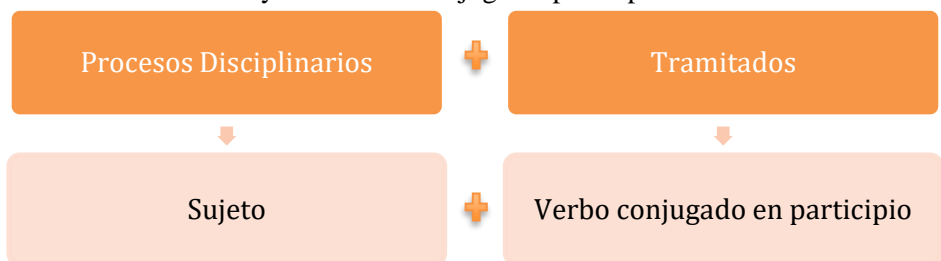 Procesos Disciplinarios
Tramitados
Sujeto
Verbo conjugado en participio